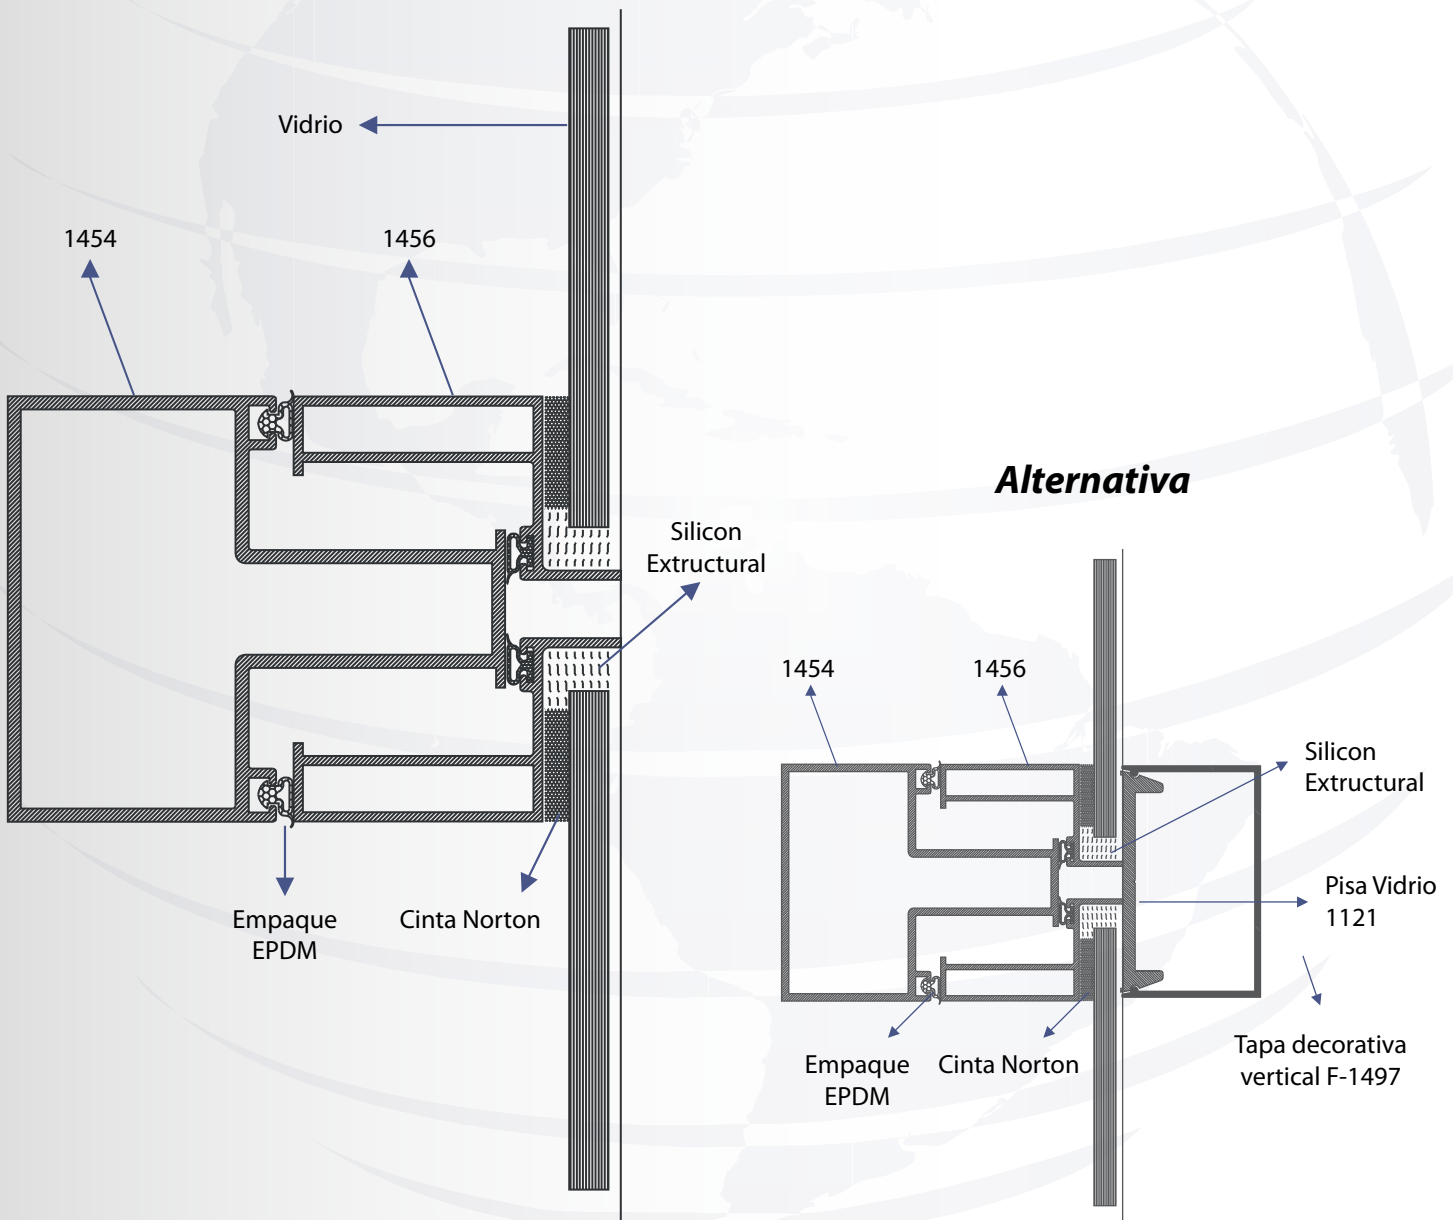 Vidrio
1454
1456
Silicon
Extructural
Empaque
EPDM
Cinta Norton
Alternativa
1454
1456
Silicon
Extructural
Pisa Vidrio
1121
Empaque
EPDM
Cinta Norton
Tapa decorativa
vertical F-1497